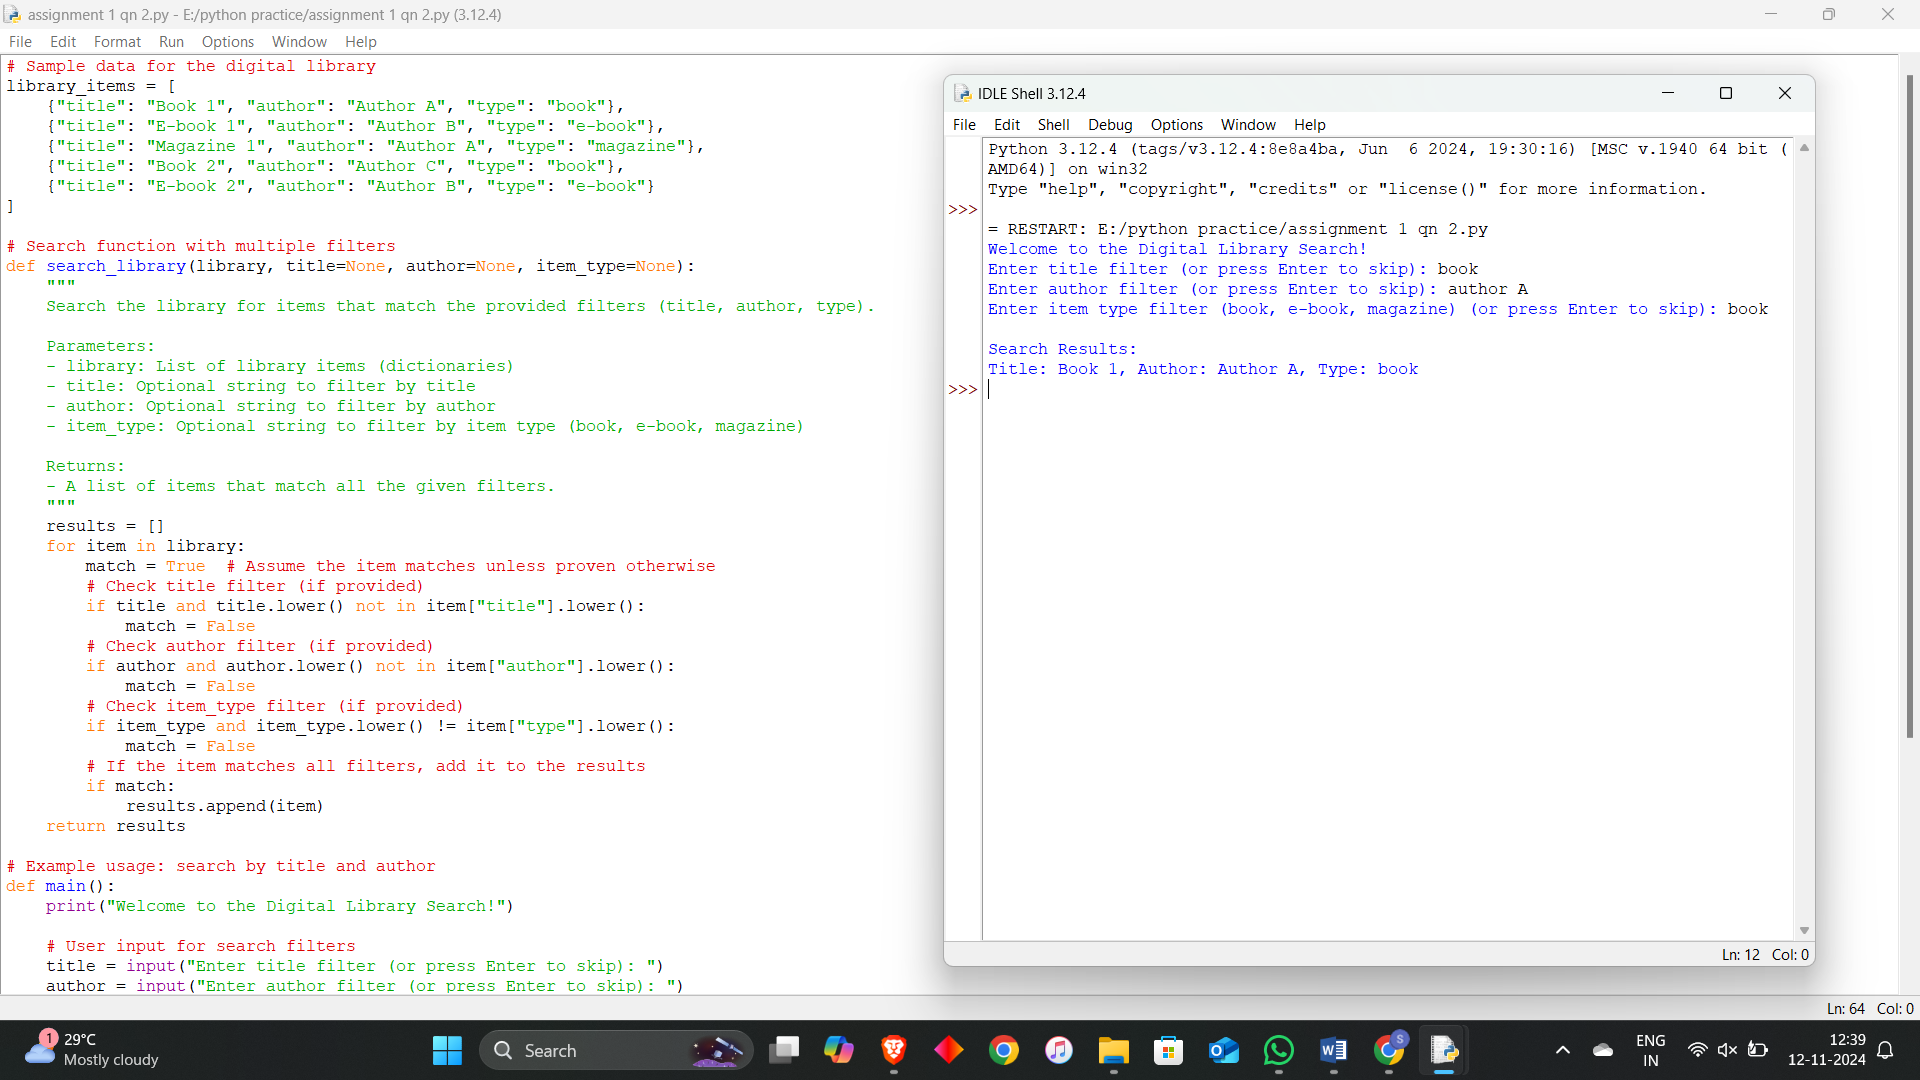 assignment 1 qn 2.py - E:/python practice/assignment 1 qn 2.py (3.12.4)
File Edit Format Run Options Window Help
# Sample data for the digital library
library_items = [
    {"title": "Book 1", "author": "Author A", "type": "book"},
    {"title": "E-book 1", "author": "Author B", "type": "e-book"},
    {"title": "Magazine 1", "author": "Author A", "type": "magazine"},
    {"title": "Book 2", "author": "Author C", "type": "book"},
    {"title": "E-book 2", "author": "Author B", "type": "e-book"}
]
# Search function with multiple filters
def search_library(library, title=None, author=None, item_type=None):
    """
    Search the library for items that match the provided filters (title, author, type).
    Parameters:
    - library: List of library items (dictionaries)
    - title: Optional string to filter by title
    - author: Optional string to filter by author
    - item_type: Optional string to filter by item type (book, e-book, magazine)
    Returns:
    - A list of items that match all the given filters.
    """
    results = []
    for item in library:
        match = True  # Assume the item matches unless proven otherwise
        # Check title filter (if provided)
        if title and title.lower() not in item["title"].lower():
            match = False
        # Check author filter (if provided)
        if author and author.lower() not in item["author"].lower():
            match = False
        # Check item_type filter (if provided)
        if item_type and item_type.lower() != item["type"].lower():
            match = False
        # If the item matches all filters, add it to the results
        if match:
            results.append(item)
    return results
# Example usage: search by title and author
def main():
    print("Welcome to the Digital Library Search!")
    # User input for search filters
    title = input("Enter title filter (or press Enter to skip): ")
    author = input("Enter author filter (or press Enter to skip): ")
Ln: 64 Col: 0
IDLE Shell 3.12.4
File Edit Shell Debug Options Window Help
Python 3.12.4 (tags/v3.12.4:8e8a4ba, Jun  6 2024, 19:30:16) [MSC v.1940 64 bit (
AMD64)] on win32
Type "help", "copyright", "credits" or "license()" for more information.
>>>
= RESTART: E:/python practice/assignment 1 qn 2.py
Welcome to the Digital Library Search!
Enter title filter (or press Enter to skip): book
Enter author filter (or press Enter to skip): author A
Enter item type filter (book, e-book, magazine) (or press Enter to skip): book
Search Results:
Title: Book 1, Author: Author A, Type: book
>>>
Ln: 12 Col: 0
1
29°C
Mostly cloudy
Search
S
ENG
IN
12:39
12-11-2024